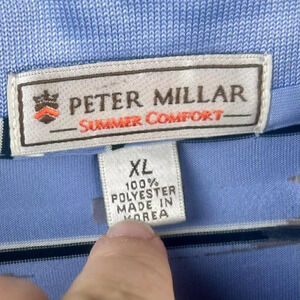 PETER MILLAR
SUMMER COMFORT
XL
100%
POLYESTER
MADE IN
KOREA